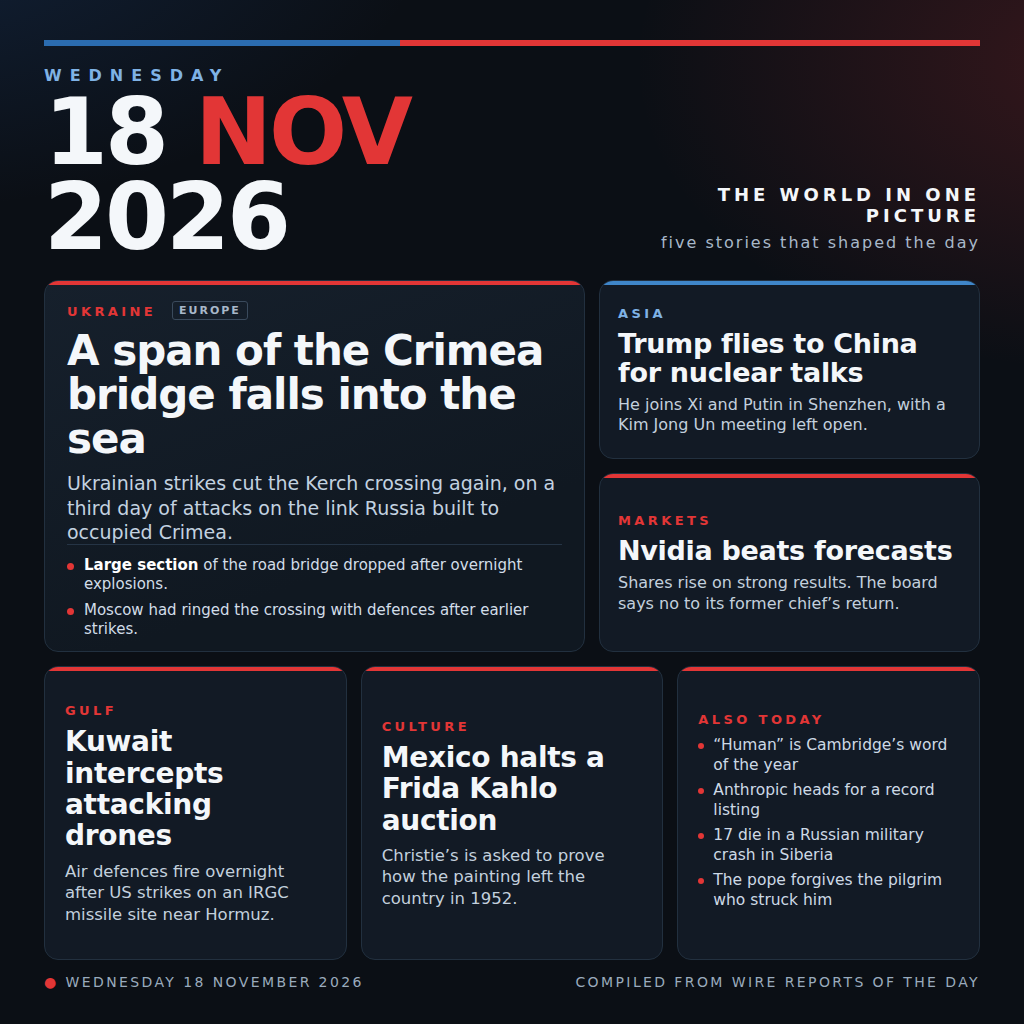 WEDNESDAY
18 NOV
2026
THE WORLD IN ONE
PICTURE
five stories that shaped the day
UKRAINE EUROPE
A span of the Crimea
bridge falls into the
sea
Ukrainian strikes cut the Kerch crossing again, on a
third day of attacks on the link Russia built to
occupied Crimea.
Large section of the road bridge dropped after overnight
explosions.
Moscow had ringed the crossing with defences after earlier
strikes.
ASIA
Trump flies to China
for nuclear talks
He joins Xi and Putin in Shenzhen, with a
Kim Jong Un meeting left open.
MARKETS
Nvidia beats forecasts
Shares rise on strong results. The board
says no to its former chief’s return.
GULF
Kuwait
intercepts
attacking
drones
Air defences fire overnight
after US strikes on an IRGC
missile site near Hormuz.
CULTURE
Mexico halts a
Frida Kahlo
auction
Christie’s is asked to prove
how the painting left the
country in 1952.
ALSO TODAY
“Human” is Cambridge’s word
of the year
Anthropic heads for a record
listing
17 die in a Russian military
crash in Siberia
The pope forgives the pilgrim
who struck him
WEDNESDAY 18 NOVEMBER 2026
COMPILED FROM WIRE REPORTS OF THE DAY